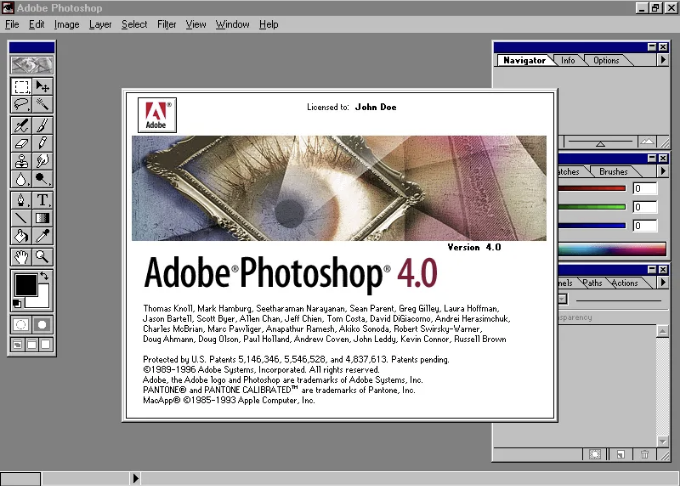 Adobe Photoshop
File Edit Image Layer Select Filter View Window Help
Navigator Info Options
Adobe
Licensed to: John Doe
Brushes
0
0
0
Version 4.0
Adobe® Photoshop® 4.0
Paths Actions
Thomas Knoll, Mark Hamburg, Seetharaman Narayanan, Sean Parent, Greg Gilley, Laura Hoffman,
Jason Bartell, Scott Byer, Allen Chan, Jeff Chien, Tom Costa, David DiGiacomo, Andrei Herasimchuk,
Charles McBrian, Marc Pawliger, Anapathur Ramesh, Akiko Sonoda, Robert Swirsky-Warner,
Doug Ahmann, Doug Olson, Paul Holland, Andrew Coven, John Leddy, Kevin Connor, Russell Brown
Protected by U.S. Patents 5,146,346, 5,546,528, and 4,837,613. Patents pending.
©1989-1996 Adobe Systems, Incorporated. All rights reserved.
Adobe, the Adobe logo and Photoshop are trademarks of Adobe Systems, Inc.
PANTONE® and PANTONE CALIBRATED™ are trademarks of Pantone, Inc.
MacApp® ©1985-1993 Apple Computer, Inc.